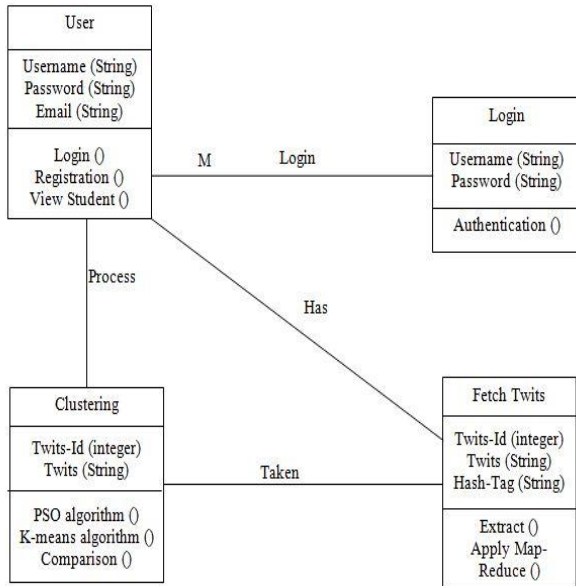 User
Username (String)
Password (String)
Email (String)
Login ()
Registration ()
View Student ()
M
Login
Login
Username (String)
Password (String)
Authentication ()
Process
Has
Clustering
Twits-Id (integer)
Twits (String)
PSO algorithm ()
K-means algorithm ()
Comparison ()
Taken
Fetch Twits
Twits-Id (integer)
Twits (String)
Hash-Tag (String)
Extract ()
Apply Map-
Reduce ()